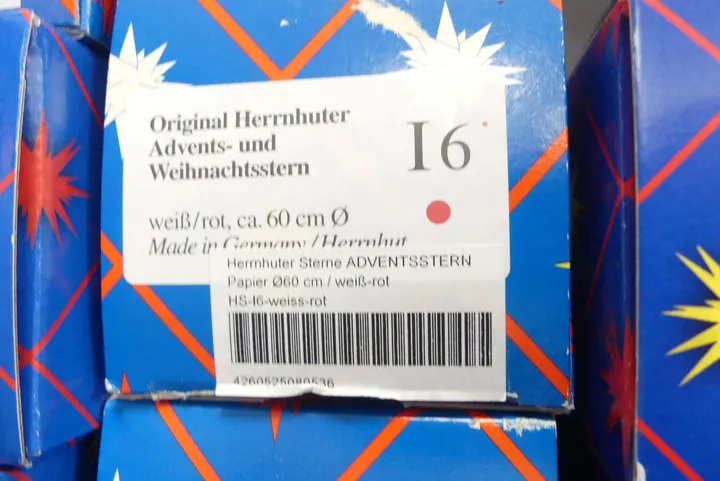 Original Herrnhuter
Advents- und
Weihnachtsstern
I6
weiß/rot, ca. 60 cm Ø
Made in Germany / Herrnhut
Herrnhuter Sterne ADVENTSSTERN
Papier Ø60 cm / weiß-rot
HS-I6-weiss-rot
4260525080536